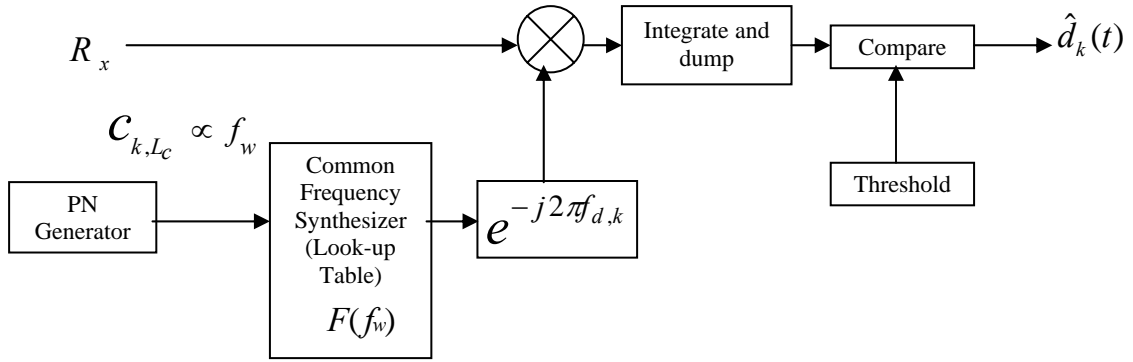 R_x
Integrate and
dump
Compare
\hat{d}_k(t)
C_{k,L_c} ∝ f_w
PN
Generator
Common
Frequency
Synthesizer
(Look-up
Table)
F(f_w)
e^{-j2πf_{d,k}}
Threshold